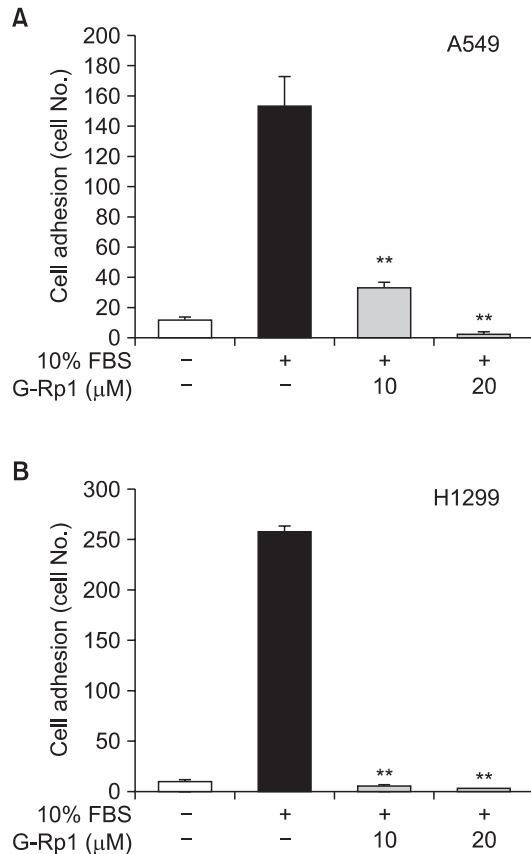 A
A549
Cell adhesion (cell No.)
200
180
160
140
120
100
80
60
40
20
0
**
**
10% FBS − + + +
G-Rp1 (μM) − − 10 20
B
H1299
Cell adhesion (cell No.)
300
250
200
150
100
50
0
**
**
10% FBS − + + +
G-Rp1 (μM) − − 10 20